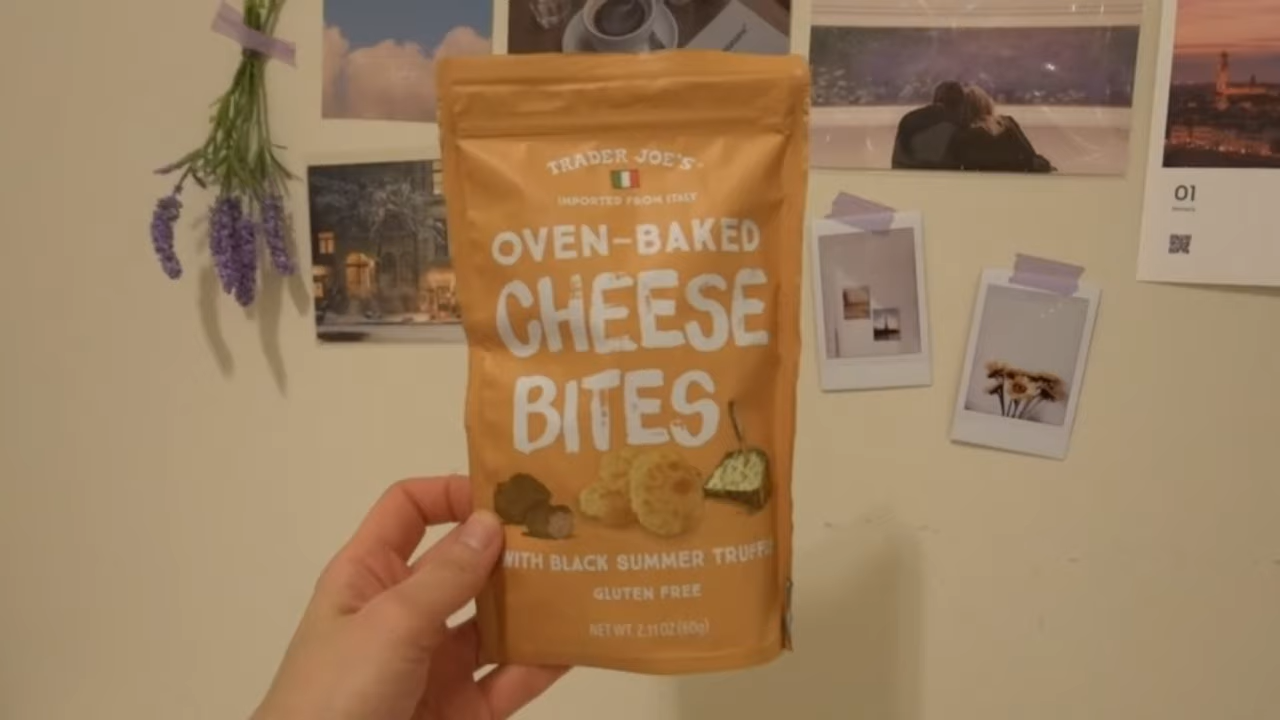 TRADER JOE'S
IMPORTED FROM ITALY
OVEN-BAKED
CHEESE
BITES
WITH BLACK SUMMER TRUFFL
GLUTEN FREE
NET WT. 2.11 OZ (60g)
01